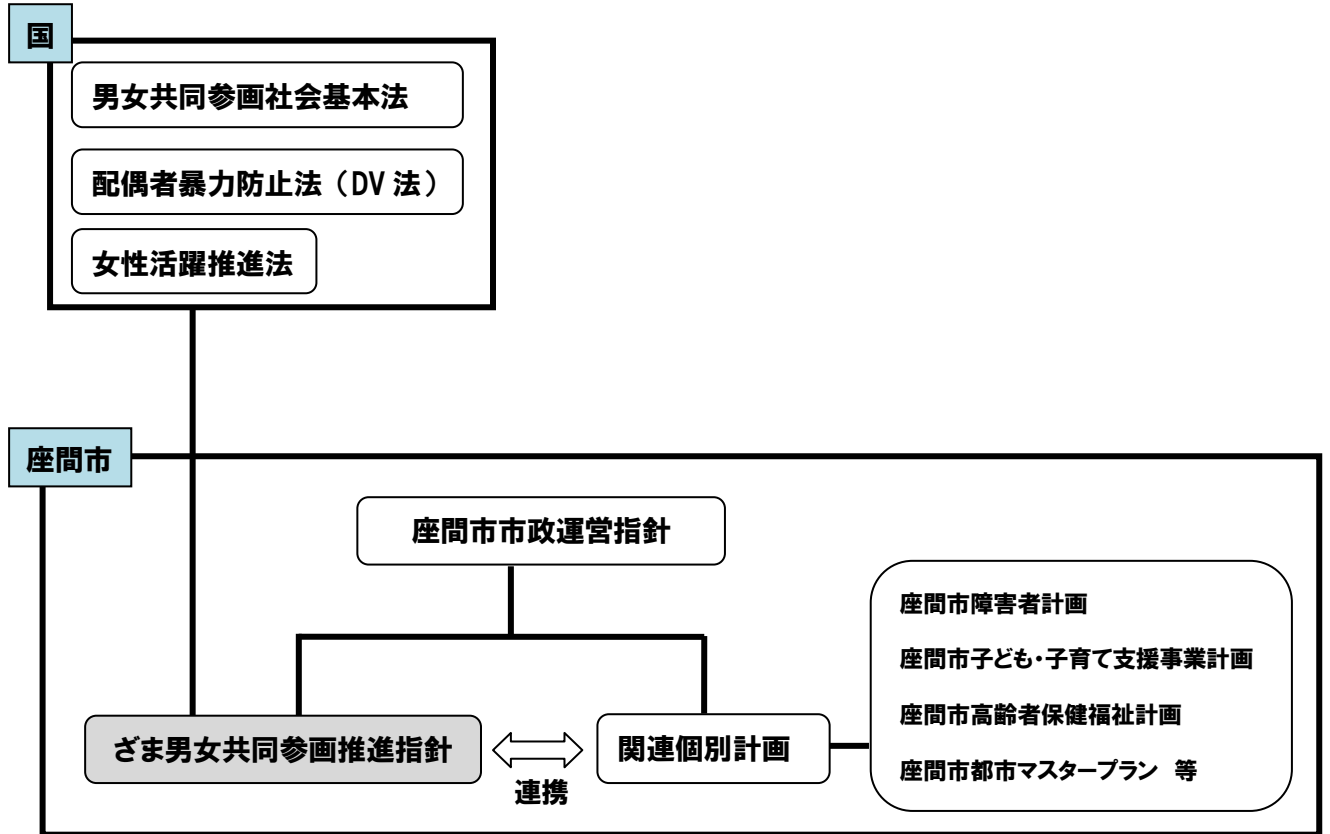 国
男女共同参画社会基本法
配偶者暴力防止法（DV法）
女性活躍推進法
座間市
座間市市政運営指針
ざま男女共同参画推進指針
連携
関連個別計画
座間市障害者計画
座間市子ども・子育て支援事業計画
座間市高齢者保健福祉計画
座間市都市マスタープラン 等